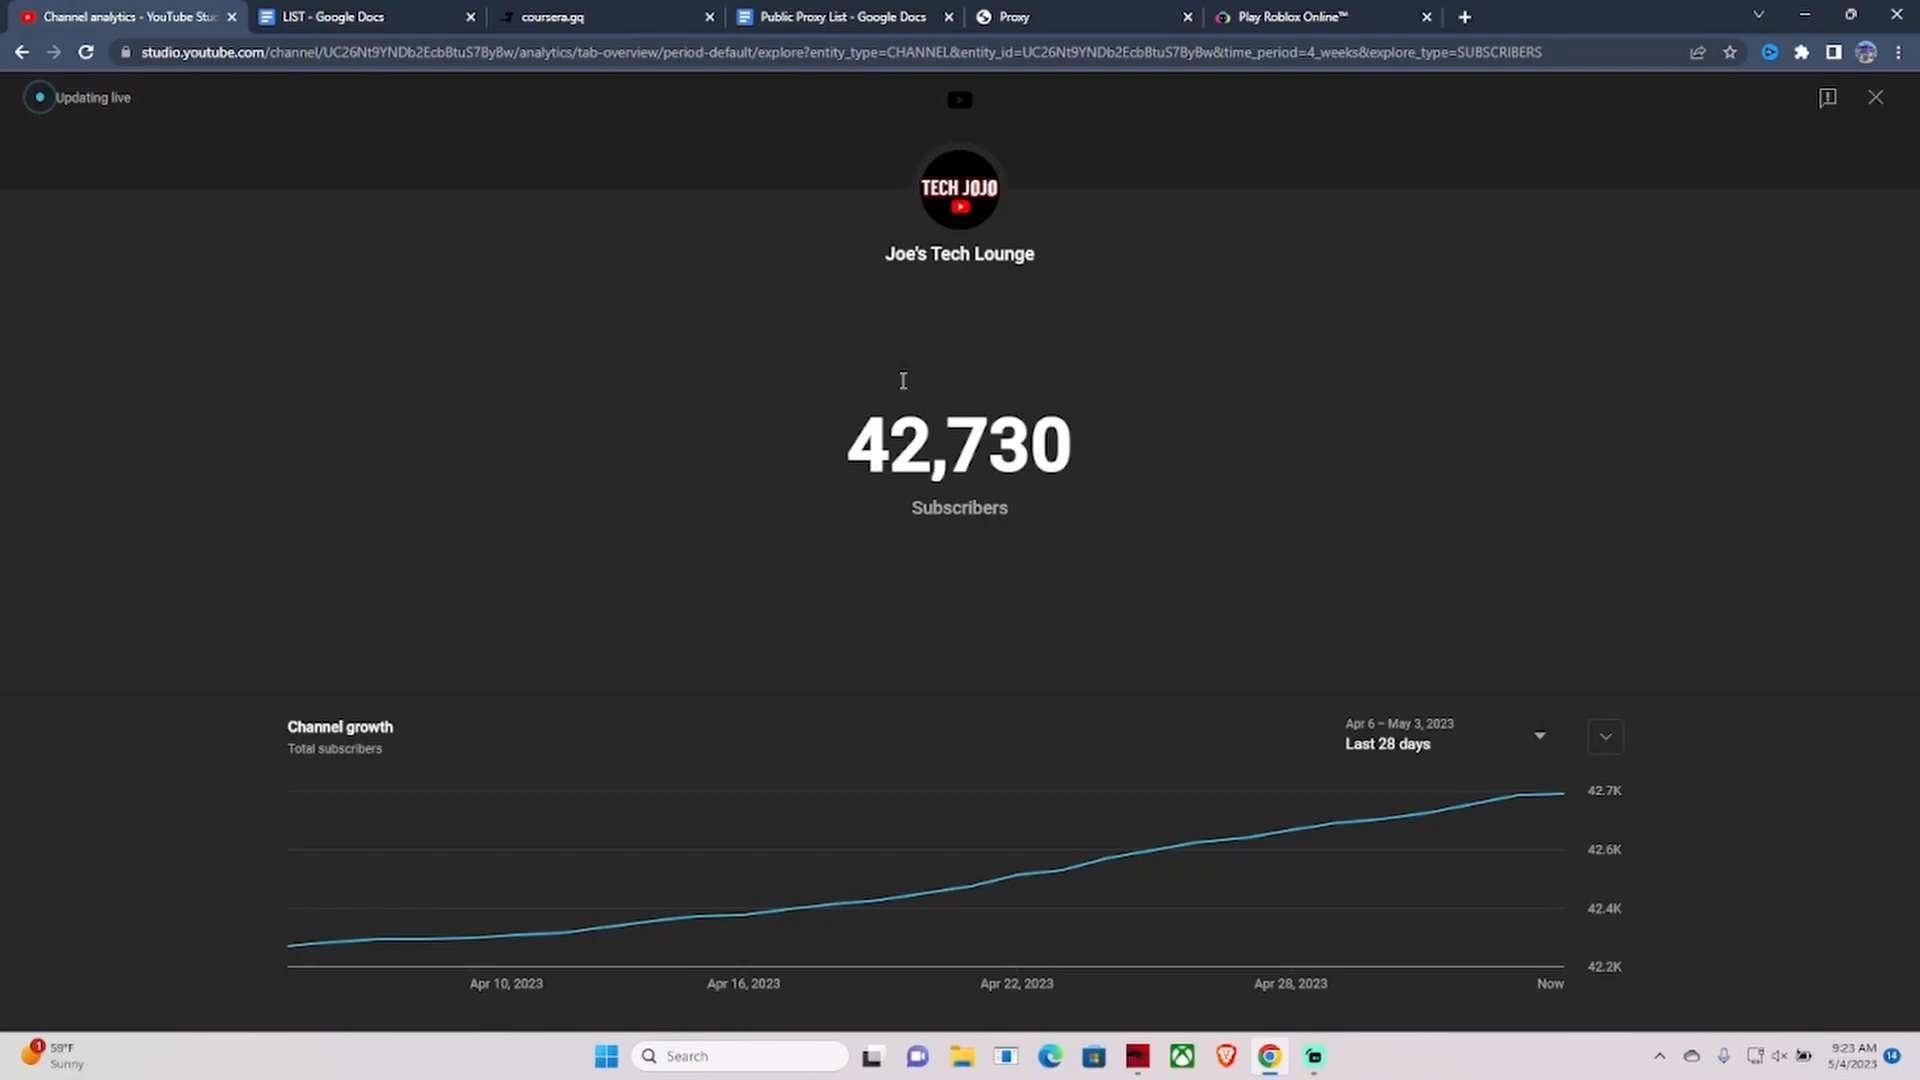 Channel analytics - YouTube Stu
LIST - Google Docs
coursera.gq
Public Proxy List - Google Docs
Proxy
Play Roblox Online™
studio.youtube.com/channel/UC26Nt9YNDb2EcbBtuS7ByBw/analytics/tab-overview/period-default/explore?entity_type=CHANNEL&entity_id=UC26Nt9YNDb2EcbBtuS7ByBw&time_period=4_weeks&explore_type=SUBSCRIBERS
Updating live
TECH JOJO
Joe's Tech Lounge
42,730
Subscribers
Channel growth
Total subscribers
Apr 6 – May 3, 2023
Last 28 days
42.7K
42.6K
42.4K
42.2K
Apr 10, 2023
Apr 16, 2023
Apr 22, 2023
Apr 28, 2023
Now
1
59°F
Sunny
Search
9:23 AM
5/4/2023
14